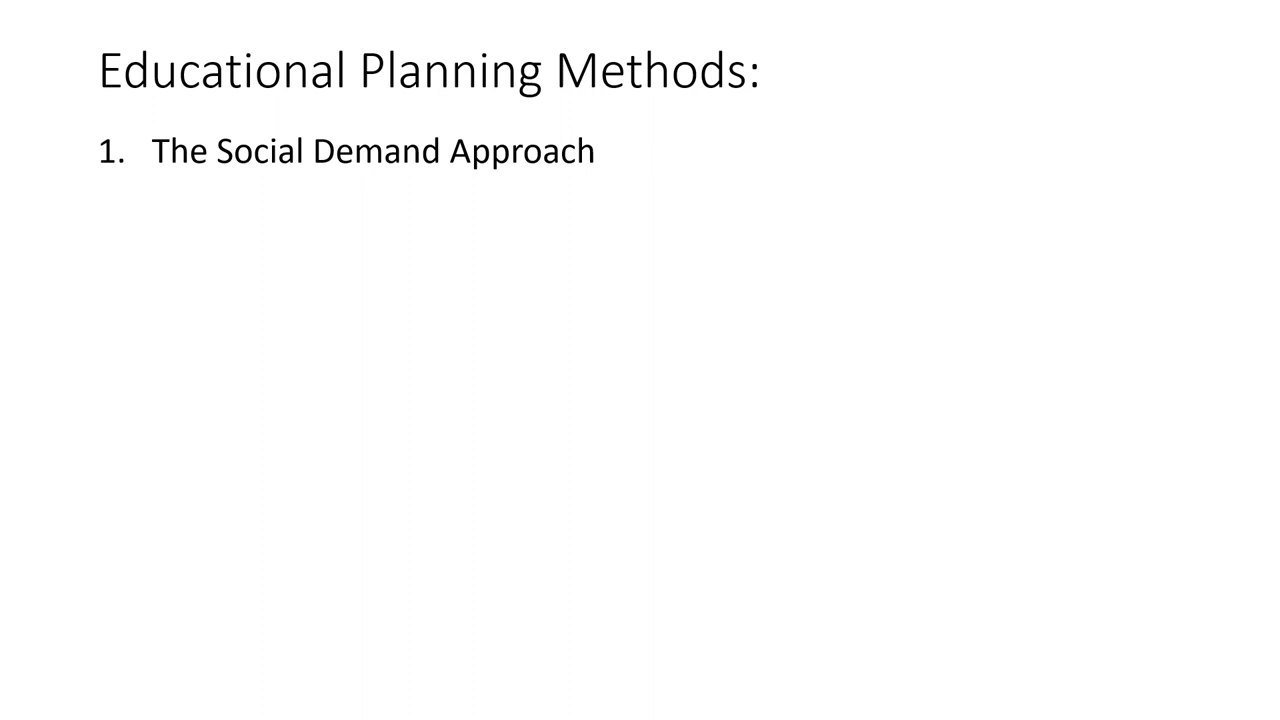 Educational Planning Methods:
1. The Social Demand Approach